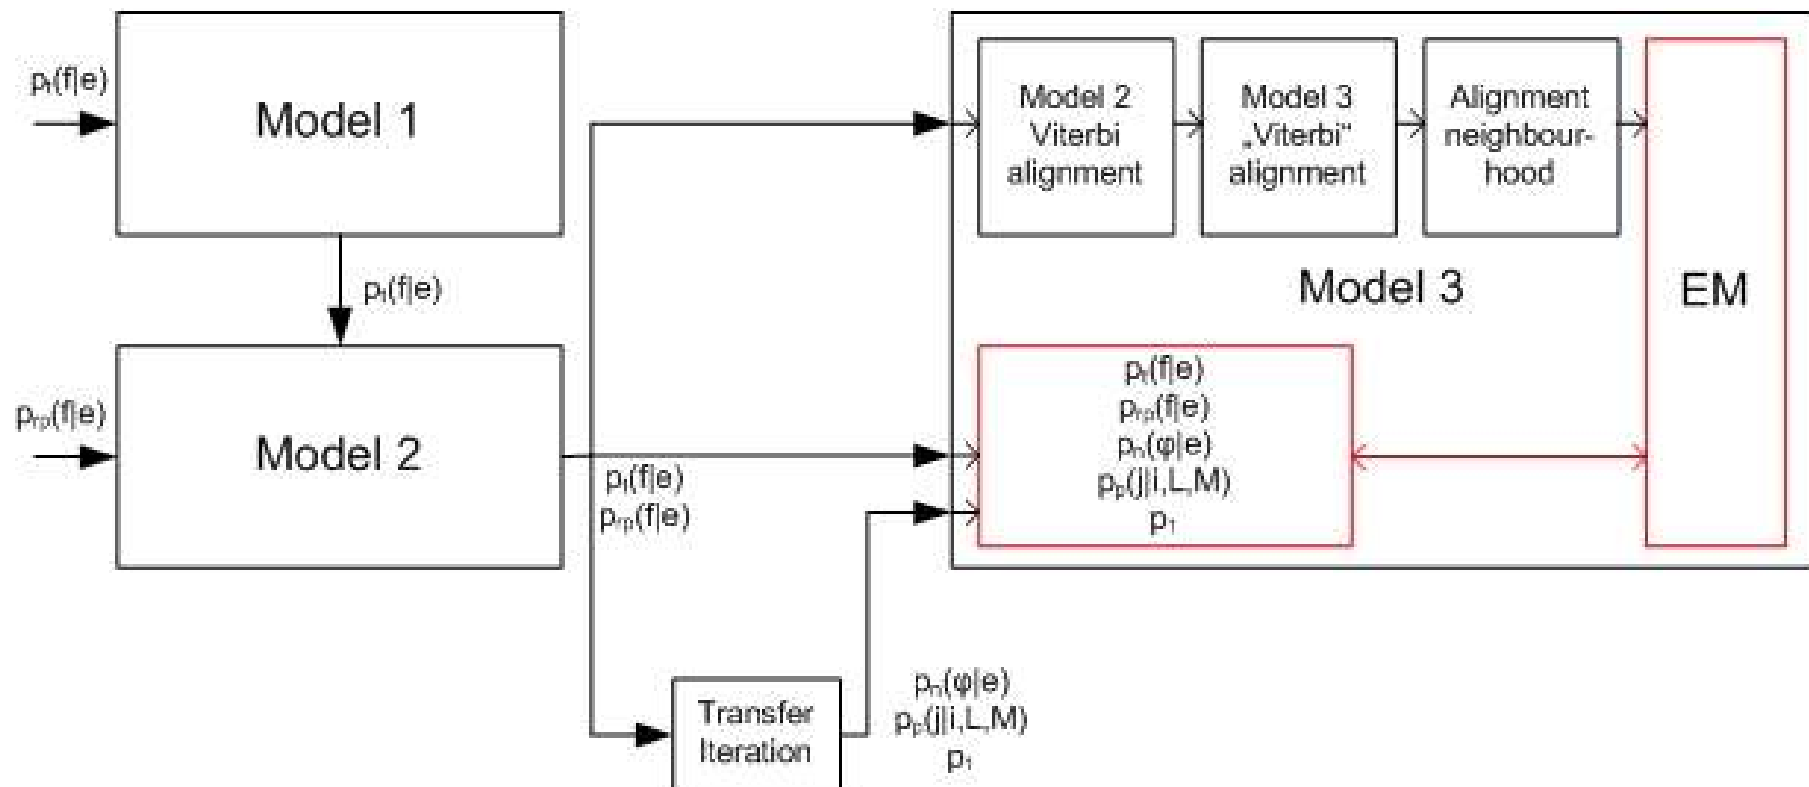 pₜ(f|e)
Model 1
pₜ(f|e)
pᵣₚ(f|e)
Model 2
pₜ(f|e)
pᵣₚ(f|e)
Transfer
Iteration
pₙ(φ|e)
pₚ(j|i,L,M)
p₁
Model 2
Viterbi
alignment
Model 3
„Viterbi“
alignment
Alignment
neighbour-
hood
Model 3
EM
pₜ(f|e)
pᵣₚ(f|e)
pₙ(φ|e)
pₚ(j|i,L,M)
p₁